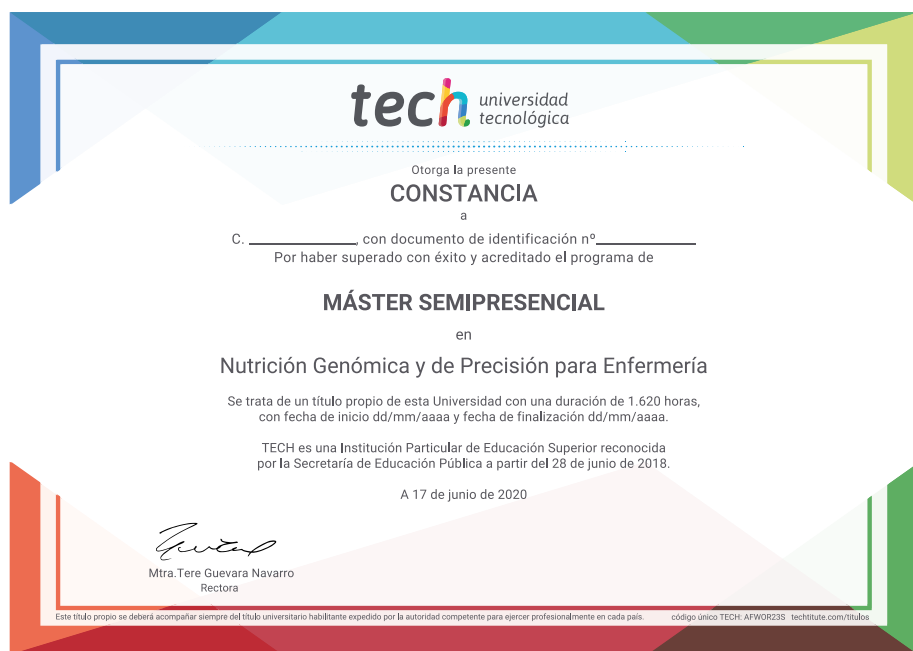 tech universidad
tecnológica
Otorga la presente
CONSTANCIA
a
C. ____________, con documento de identificación nº____________
Por haber superado con éxito y acreditado el programa de
MÁSTER SEMIPRESENCIAL
en
Nutrición Genómica y de Precisión para Enfermería
Se trata de un título propio de esta Universidad con una duración de 1.620 horas,
con fecha de inicio dd/mm/aaaa y fecha de finalización dd/mm/aaaa.
TECH es una Institución Particular de Educación Superior reconocida
por la Secretaría de Educación Pública a partir del 28 de junio de 2018.
A 17 de junio de 2020
Mtra.Tere Guevara Navarro
Rectora
Este título propio se deberá acompañar siempre del título universitario habilitante expedido por la autoridad competente para ejercer profesionalmente en cada país. código único TECH: AFWOR23S techtitute.com/titulos